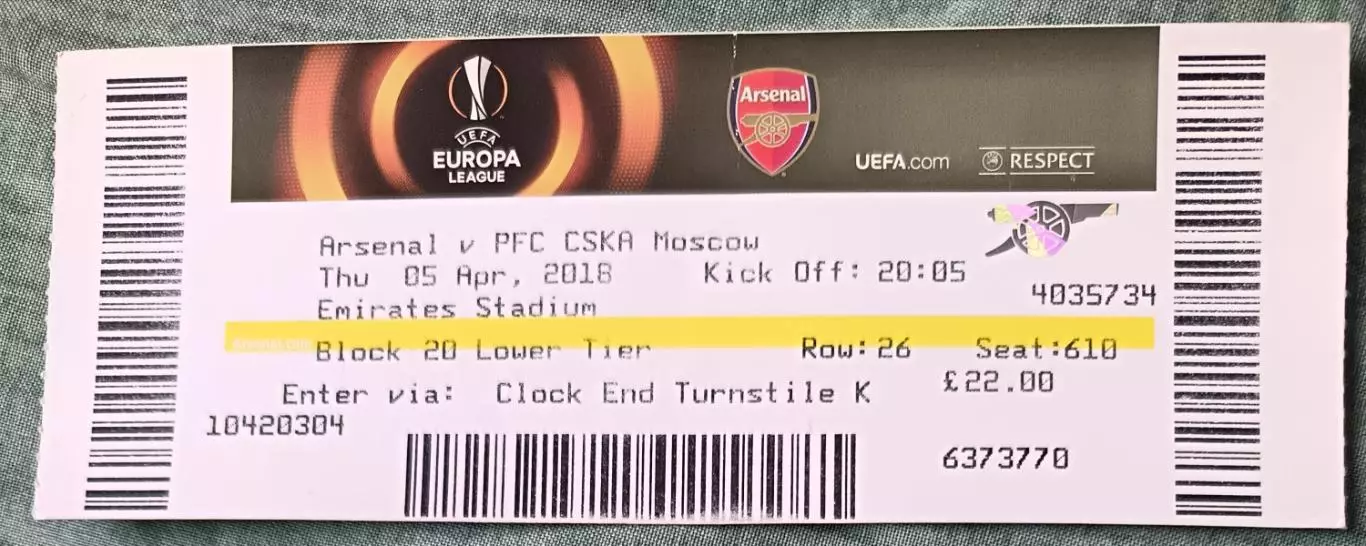 UEFA
EUROPA
LEAGUE
Arsenal
UEFA.com
RESPECT
Arsenal v PFC CSKA Moscow
Thu 05 Apr, 2018 Kick Off: 20:05
4035734
Emirates Stadium
Block 20 Lower Tier Row:26 Seat:610
Enter via: Clock End Turnstile K £22.00
10420304
6373770